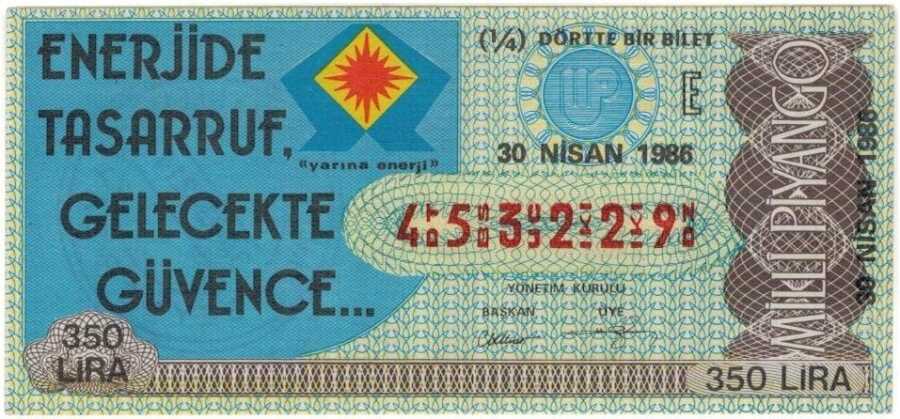 ENERJİDE
TASARRUF,
GELECEKTE
GÜVENCE...
«yarına enerji»
350
LİRA
(¼) DÖRTTE BİR BİLET
E
30 NİSAN 1986
4 5 3 2 2 9
YÖNETİM KURULU
BAŞKAN ÜYE
350 LİRA
MİLLİ PİYANGO
30 NİSAN 1986